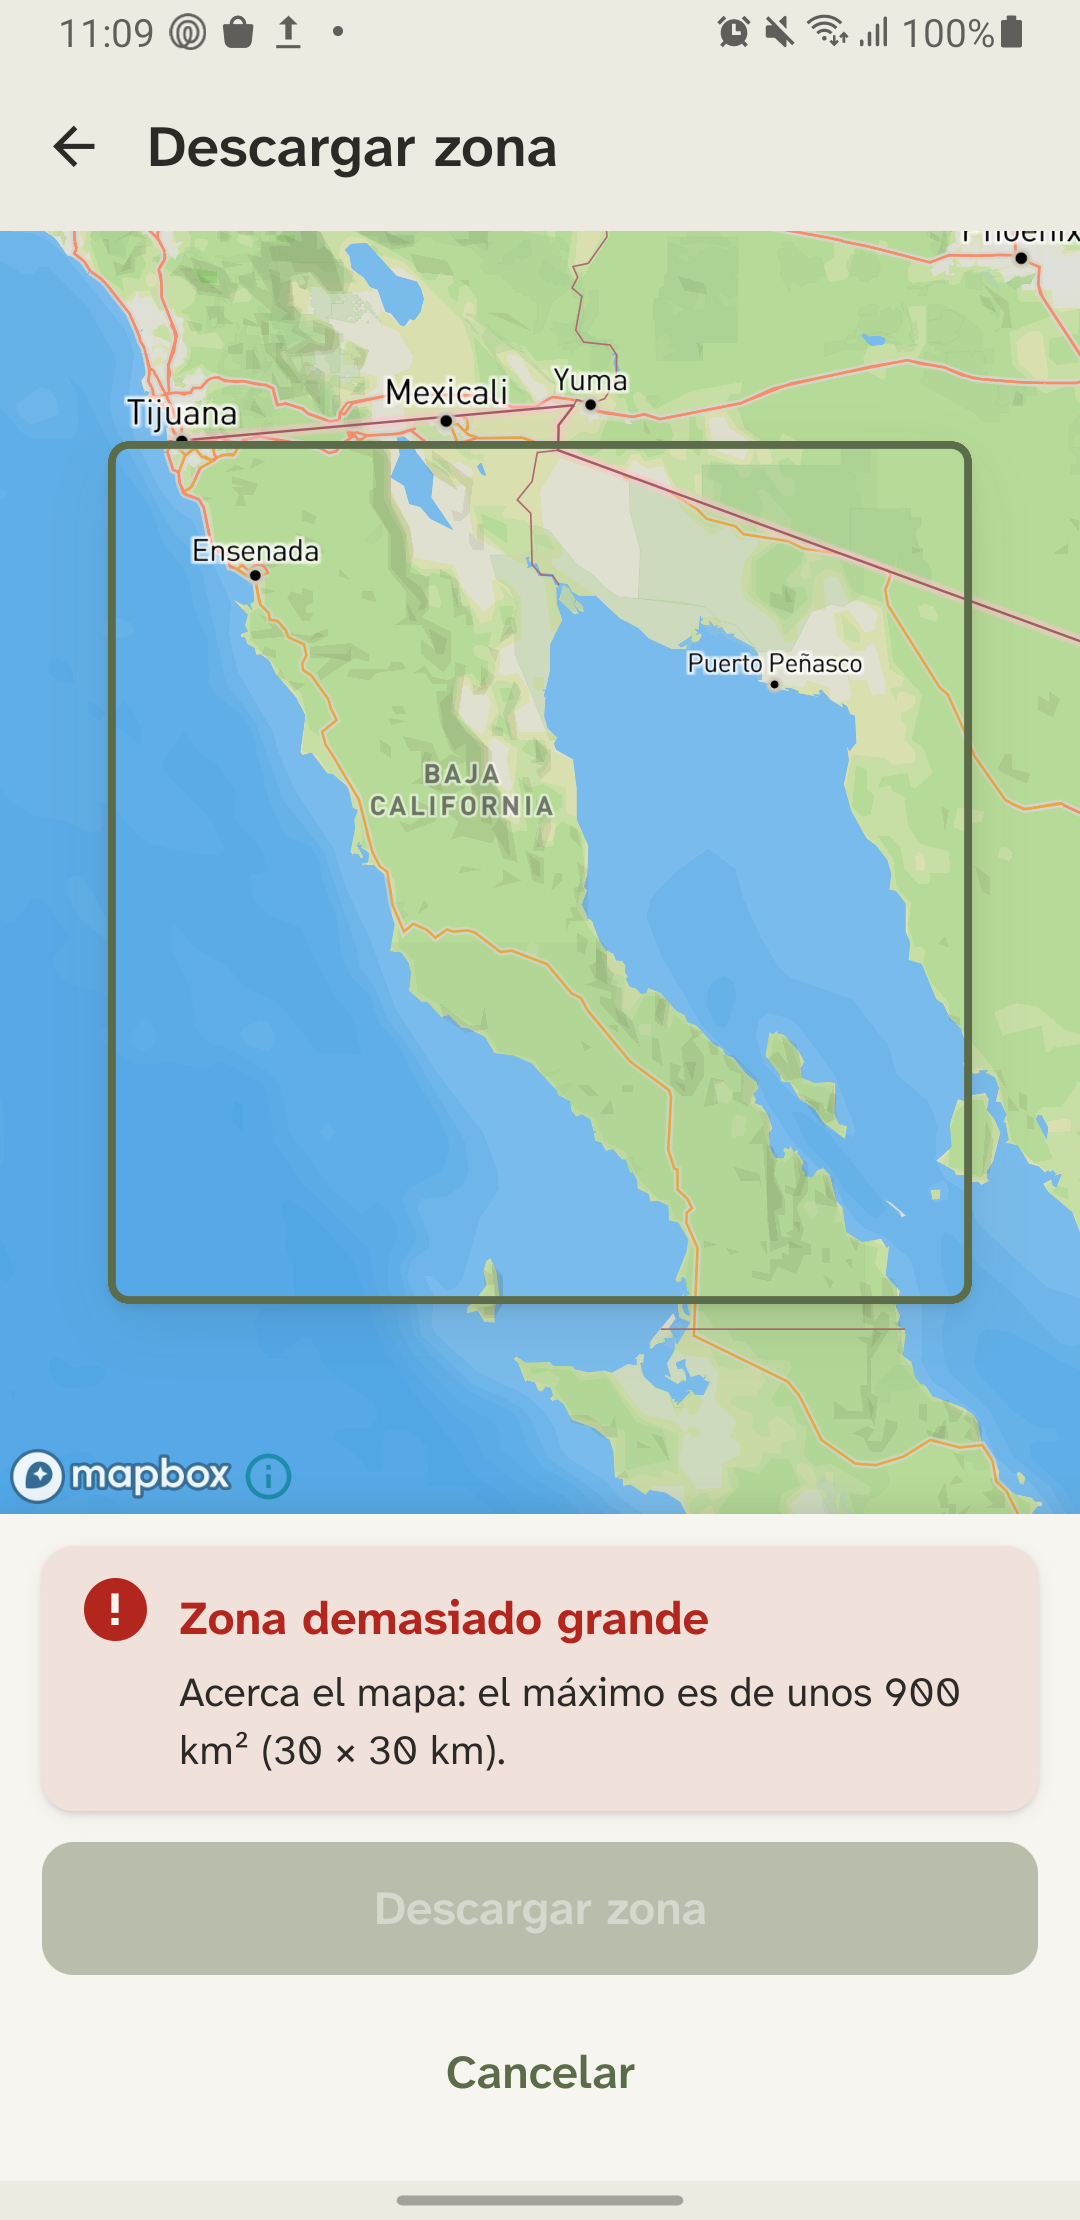 11:09
100%
Descargar zona
Phoenix
Yuma
Mexicali
Tijuana
Ensenada
Puerto Peñasco
BAJA
CALIFORNIA
mapbox
Zona demasiado grande
Acerca el mapa: el máximo es de unos 900
km² (30 × 30 km).
Descargar zona
Cancelar